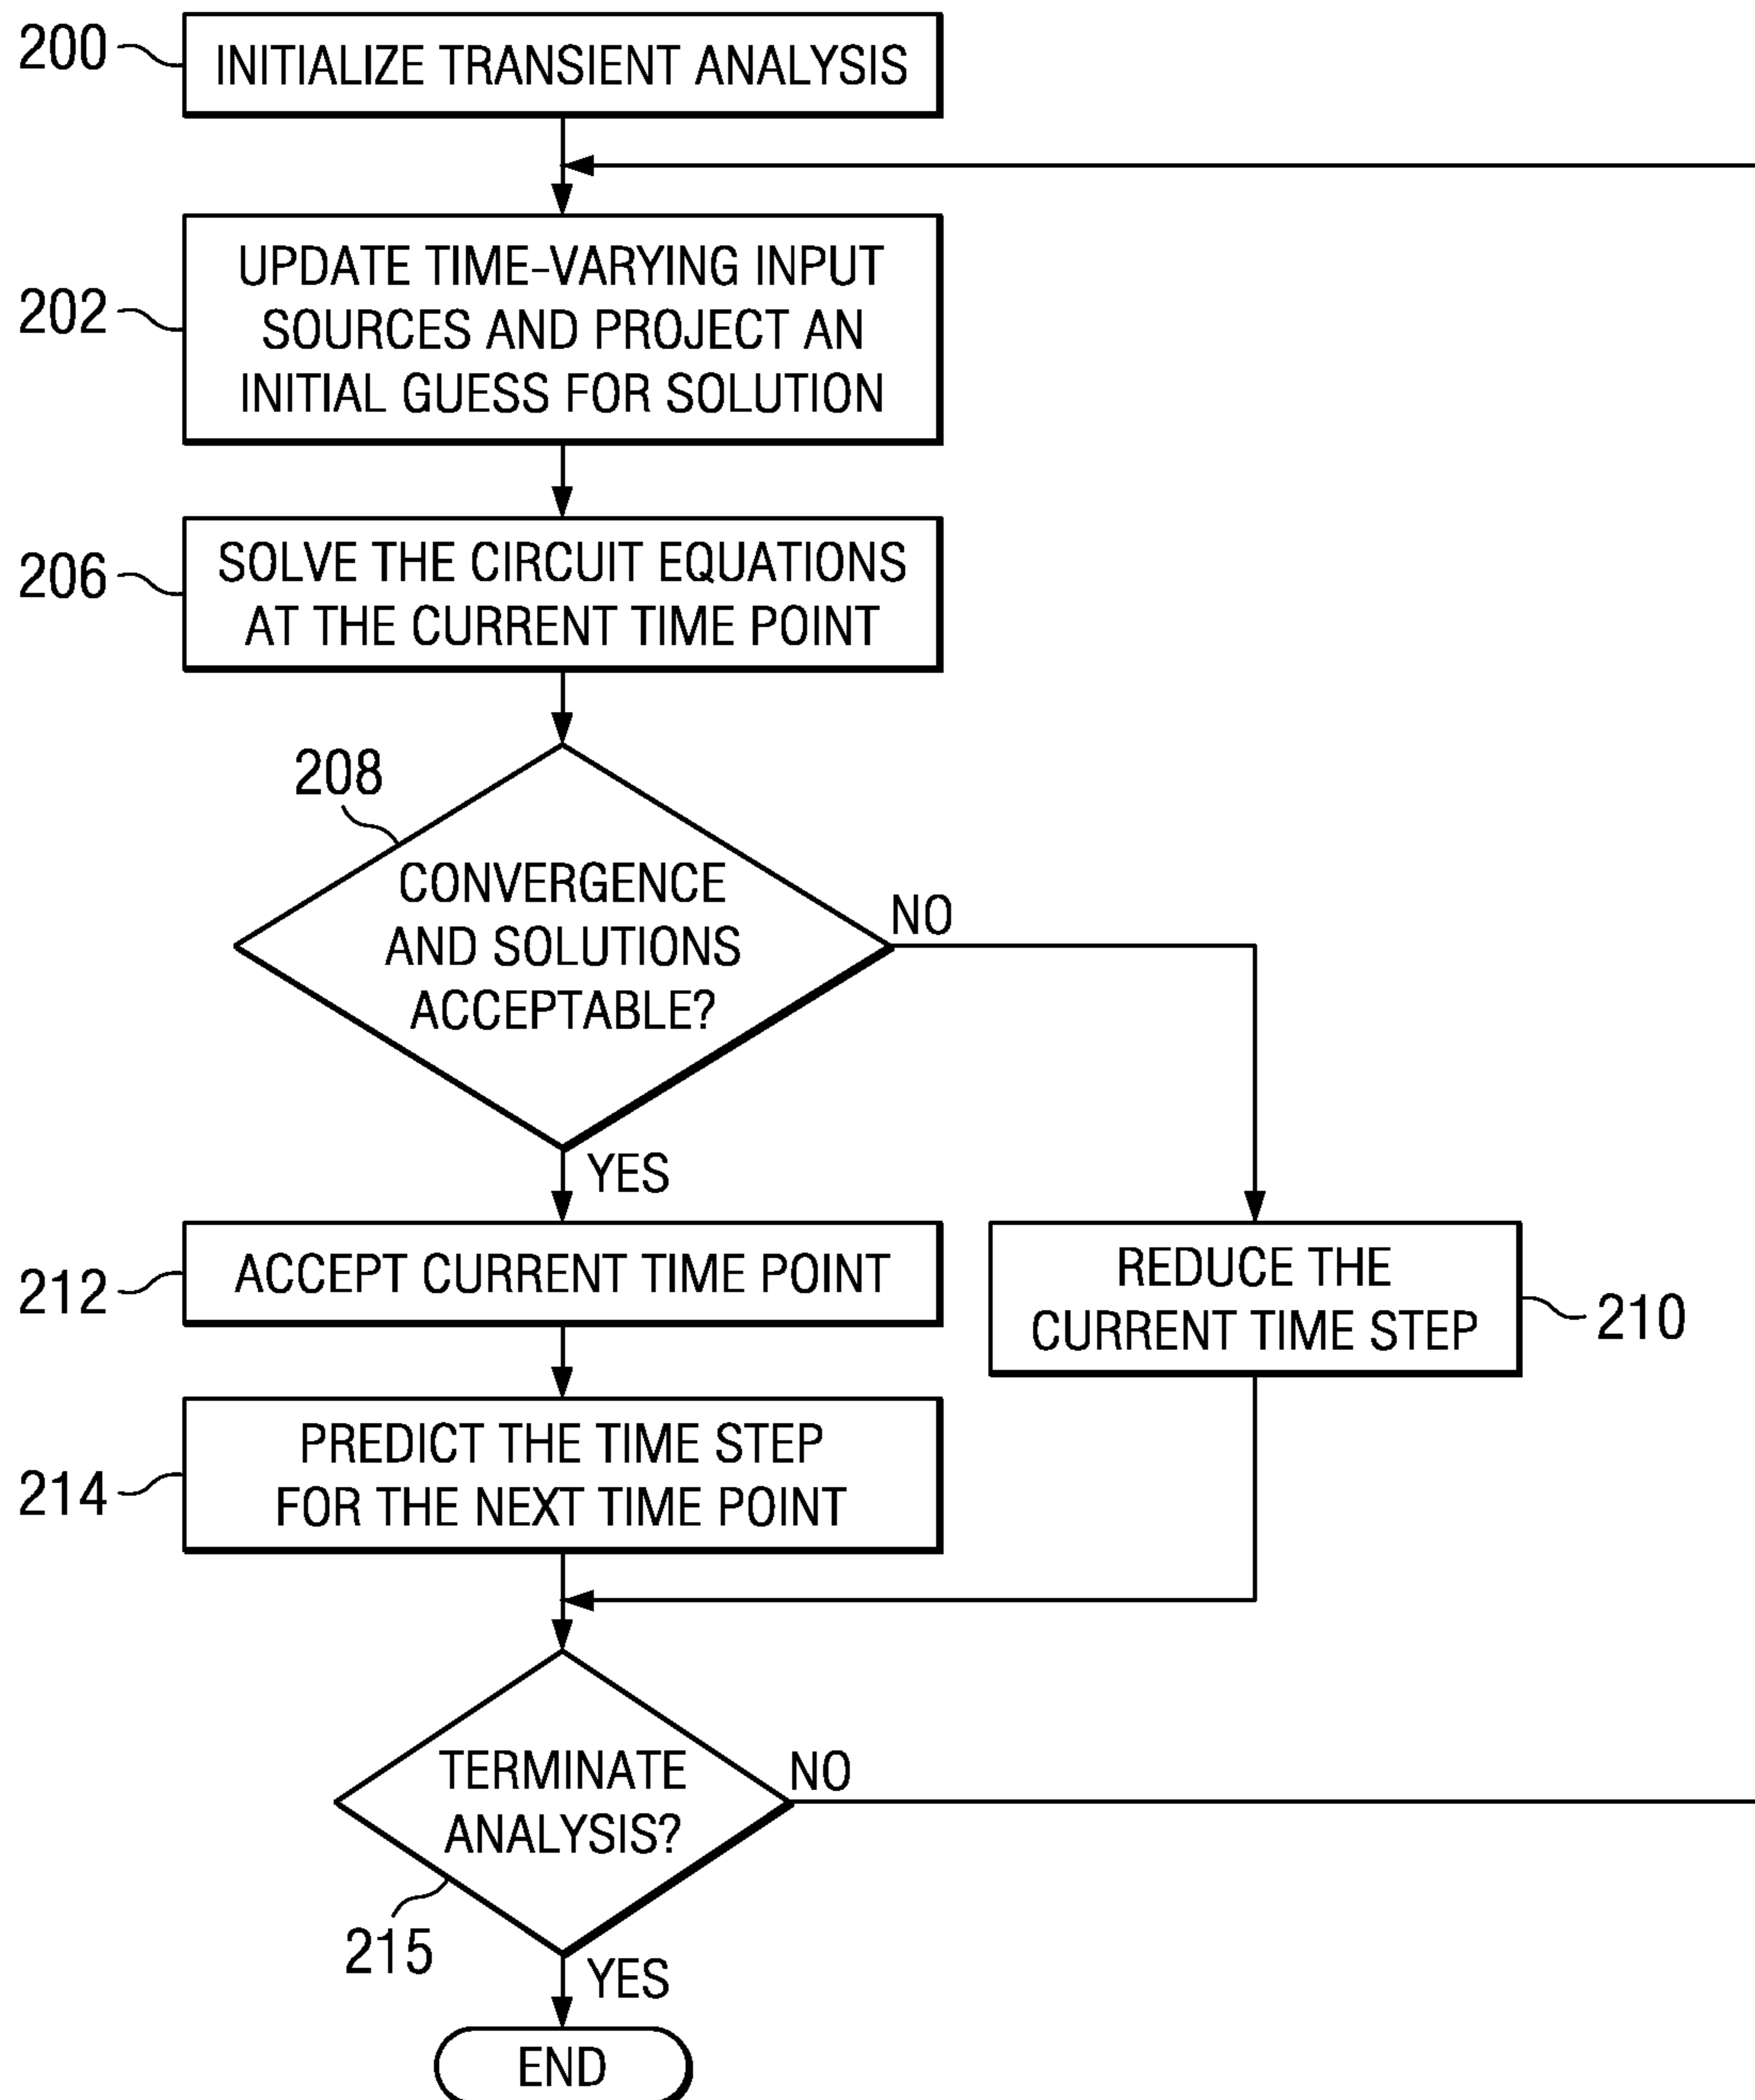 200
INITIALIZE TRANSIENT ANALYSIS
202
UPDATE TIME-VARYING INPUT
SOURCES AND PROJECT AN
INITIAL GUESS FOR SOLUTION
206
SOLVE THE CIRCUIT EQUATIONS
AT THE CURRENT TIME POINT
208
CONVERGENCE
AND SOLUTIONS
ACCEPTABLE?
NO
YES
212
ACCEPT CURRENT TIME POINT
REDUCE THE
CURRENT TIME STEP
210
214
PREDICT THE TIME STEP
FOR THE NEXT TIME POINT
TERMINATE
ANALYSIS?
NO
215
YES
END